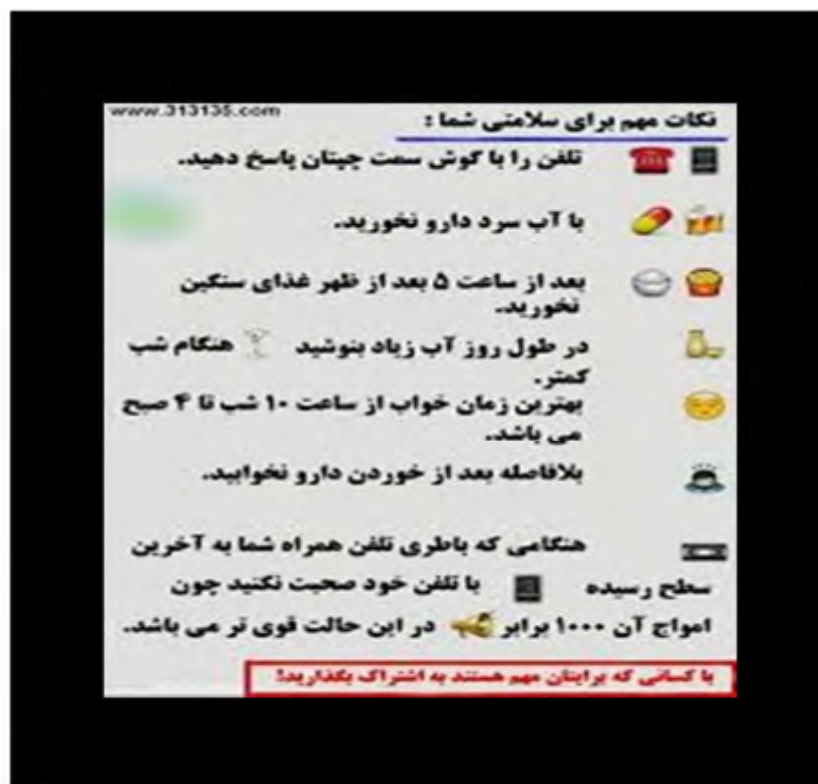 www.313135.com
نکات مهم برای سلامتی شما :
تلفن را با گوش سمت چپتان پاسخ دهید.
با آب سرد دارو نخورید.
بعد از ساعت ۵ بعد از ظهر غذای سنگین
نخورید.
در طول روز آب زیاد بنوشید هنگام شب
کمتر.
بهترین زمان خواب از ساعت ۱۰ شب تا ۴ صبح
می باشد.
بلافاصله بعد از خوردن دارو نخوابید.
هنگامی که باطری تلفن همراه شما به آخرین
سطح رسیده با تلفن خود صحبت نکنید چون
امواج آن ۱۰۰۰ برابر در این حالت قوی تر می باشد.
با کسانی که برایتان مهم هستند به اشتراک بگذارید!